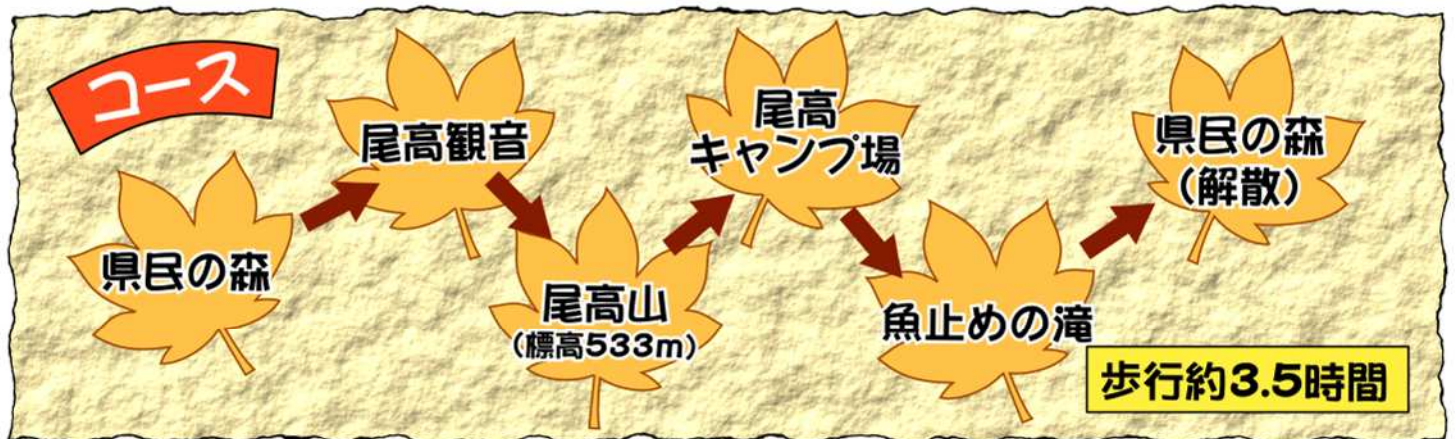 コース
県民の森
尾高観音
尾高山
(標高533m)
尾高
キャンプ場
魚止めの滝
県民の森
(解散)
歩行約3.5時間